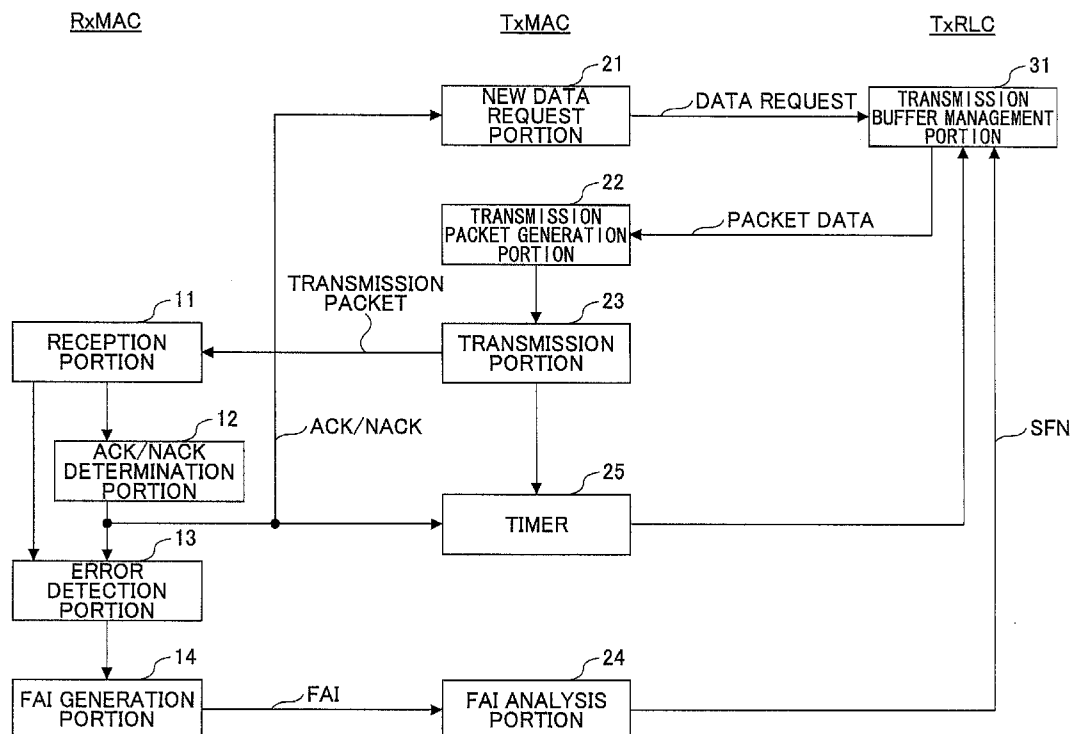 RxMAC
TxMAC
TxRLC
21
NEW DATA
REQUEST
PORTION
DATA REQUEST
31
TRANSMISSION
BUFFER MANAGEMENT
PORTION
22
TRANSMISSION
PACKET GENERATION
PORTION
PACKET DATA
TRANSMISSION
PACKET
11
RECEPTION
PORTION
23
TRANSMISSION
PORTION
12
ACK/NACK
DETERMINATION
PORTION
ACK/NACK
SFN
25
TIMER
13
ERROR
DETECTION
PORTION
14
FAI GENERATION
PORTION
FAI
24
FAI ANALYSIS
PORTION